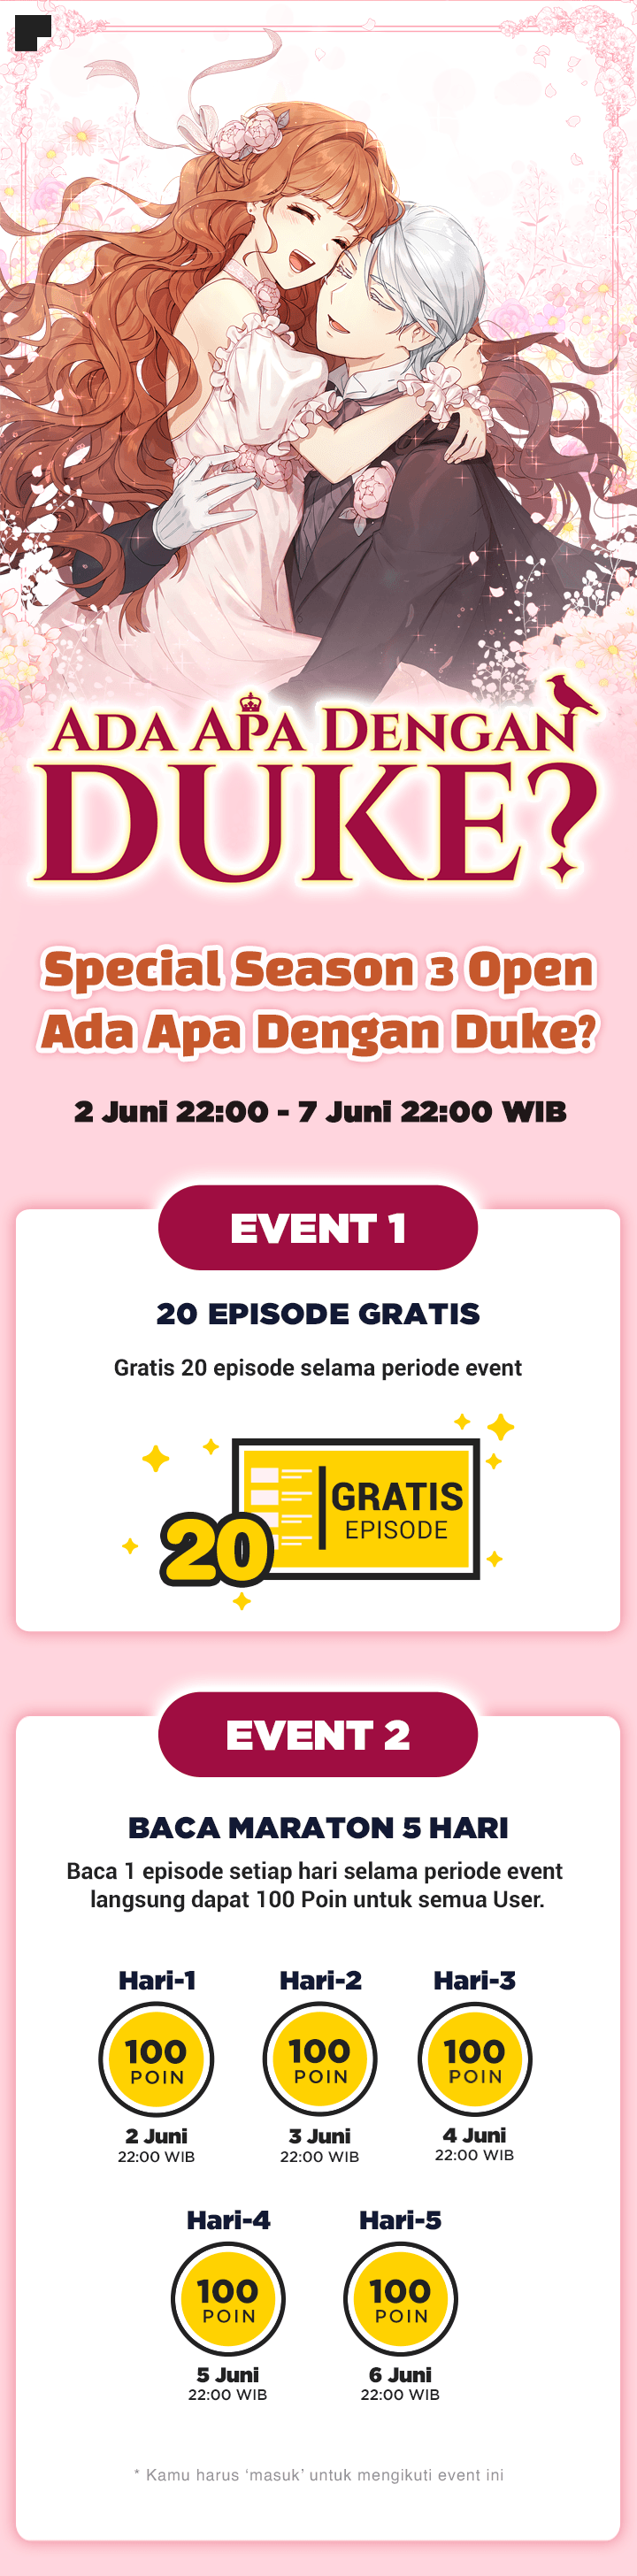 ADA APA DENGAN
DUKE?
Special Season 3 Open
Ada Apa Dengan Duke?
2 Juni 22:00 - 7 Juni 22:00 WIB
EVENT 1
20 EPISODE GRATIS
Gratis 20 episode selama periode event
GRATIS
EPISODE
20
EVENT 2
BACA MARATON 5 HARI
Baca 1 episode setiap hari selama periode event
langsung dapat 100 Poin untuk semua User.
Hari-1 Hari-2 Hari-3
100 100 100
POIN POIN POIN
2 Juni 3 Juni 4 Juni
22:00 WIB 22:00 WIB 22:00 WIB
Hari-4 Hari-5
100 100
POIN POIN
5 Juni 6 Juni
22:00 WIB 22:00 WIB
* Kamu harus ‘masuk’ untuk mengikuti event ini